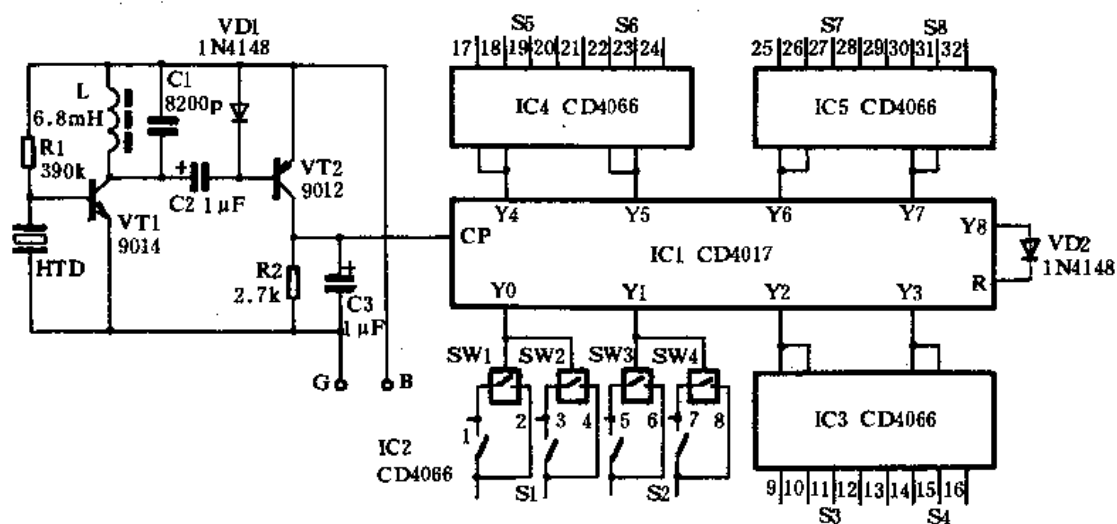 VD1
1N4148
C1
8200p
L
6.8mH
R1
390k
+
C2
1μF
VT1
9014
VT2
9012
HTD
R2
2.7k
+
C3
1μF
G
B
S5 S6
17 18 19 20 21 22 23 24
IC4 CD4066
S7 S8
25 26 27 28 29 30 31 32
IC5 CD4066
Y4 Y5 Y6 Y7
CP
IC1 CD4017
Y8
R
VD2
1N4148
Y0 Y1 Y2 Y3
SW1 SW2 SW3 SW4
1 2 3 4 5 6 7 8
IC2
CD4066
S1 S2
IC3 CD4066
9 10 11 12 13 14 15 16
S3 S4